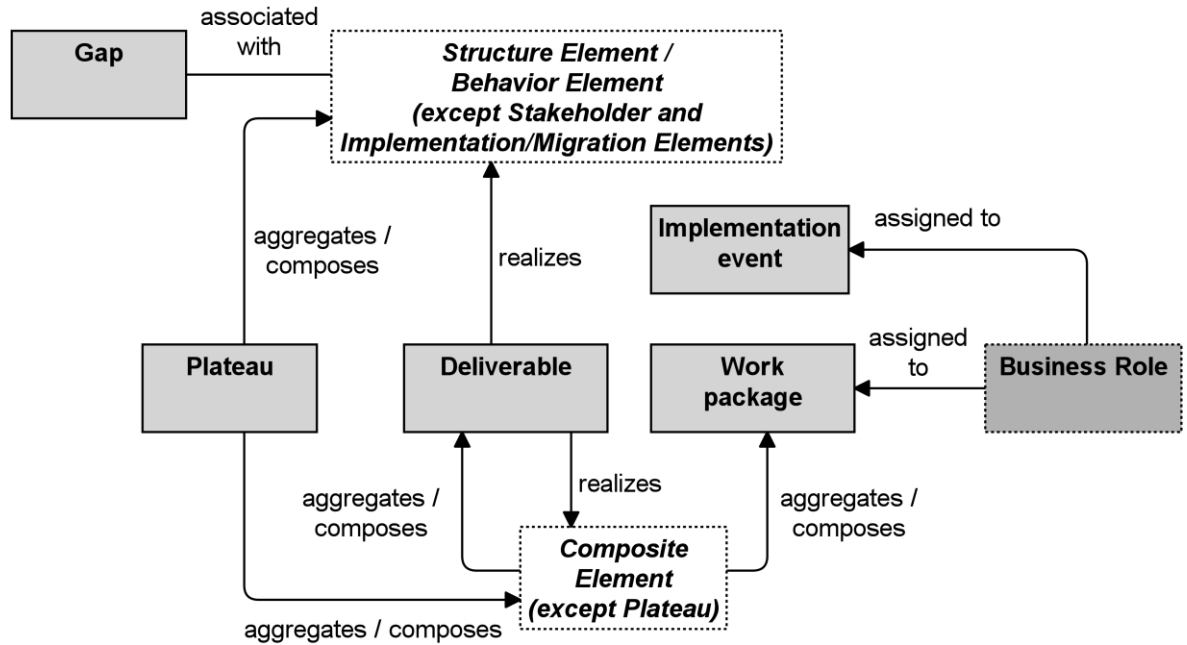 associated
with
Gap
Structure Element /
Behavior Element
(except Stakeholder and
Implementation/Migration Elements)
aggregates /
composes
realizes
Implementation
event
assigned to
Plateau
Deliverable
Work
package
assigned
to
Business Role
aggregates /
composes
realizes
aggregates /
composes
Composite
Element
(except Plateau)
aggregates / composes